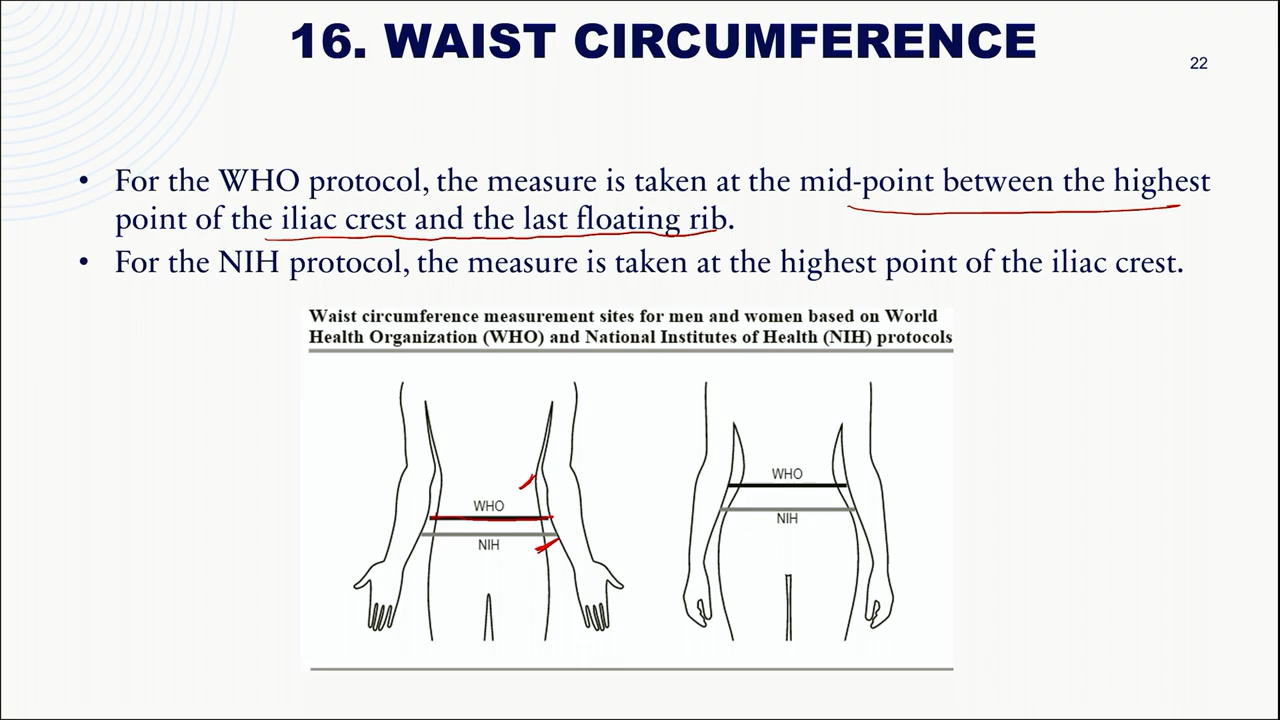 16. WAIST CIRCUMFERENCE
22
• For the WHO protocol, the measure is taken at the mid-point between the highest
point of the iliac crest and the last floating rib.
• For the NIH protocol, the measure is taken at the highest point of the iliac crest.
Waist circumference measurement sites for men and women based on World
Health Organization (WHO) and National Institutes of Health (NIH) protocols
WHO
NIH
WHO
NIH